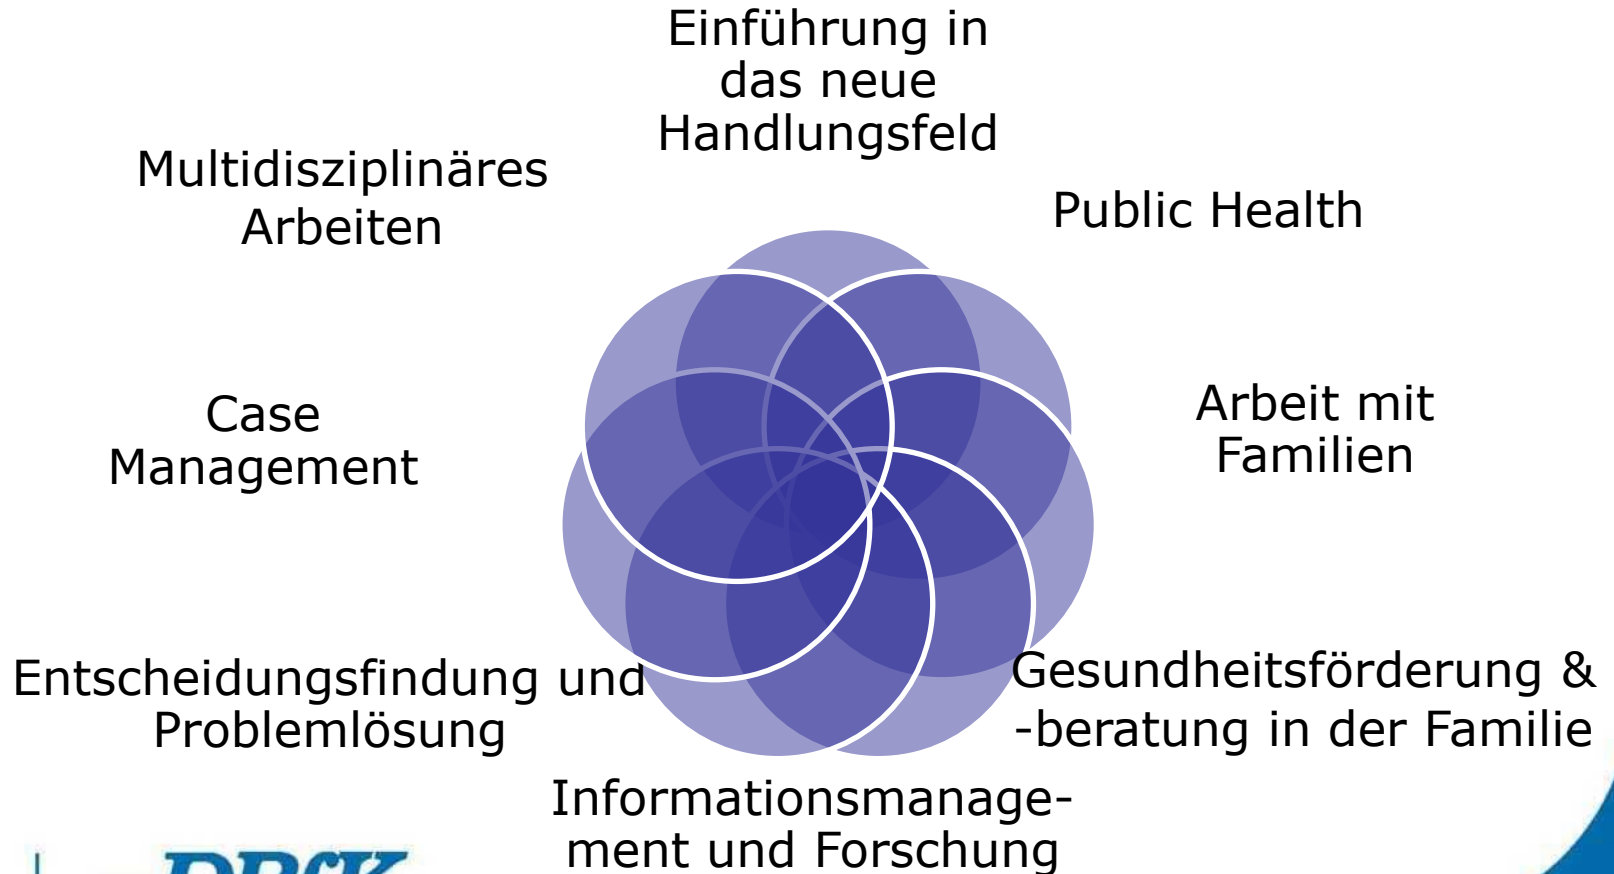 Einführung in
das neue
Handlungsfeld
Multidisziplinäres
Arbeiten
Public Health
Case
Management
Arbeit mit
Familien
Entscheidungsfindung und
Problemlösung
Gesundheitsförderung &
-beratung in der Familie
Informationsmanage-
ment und Forschung
DBfK